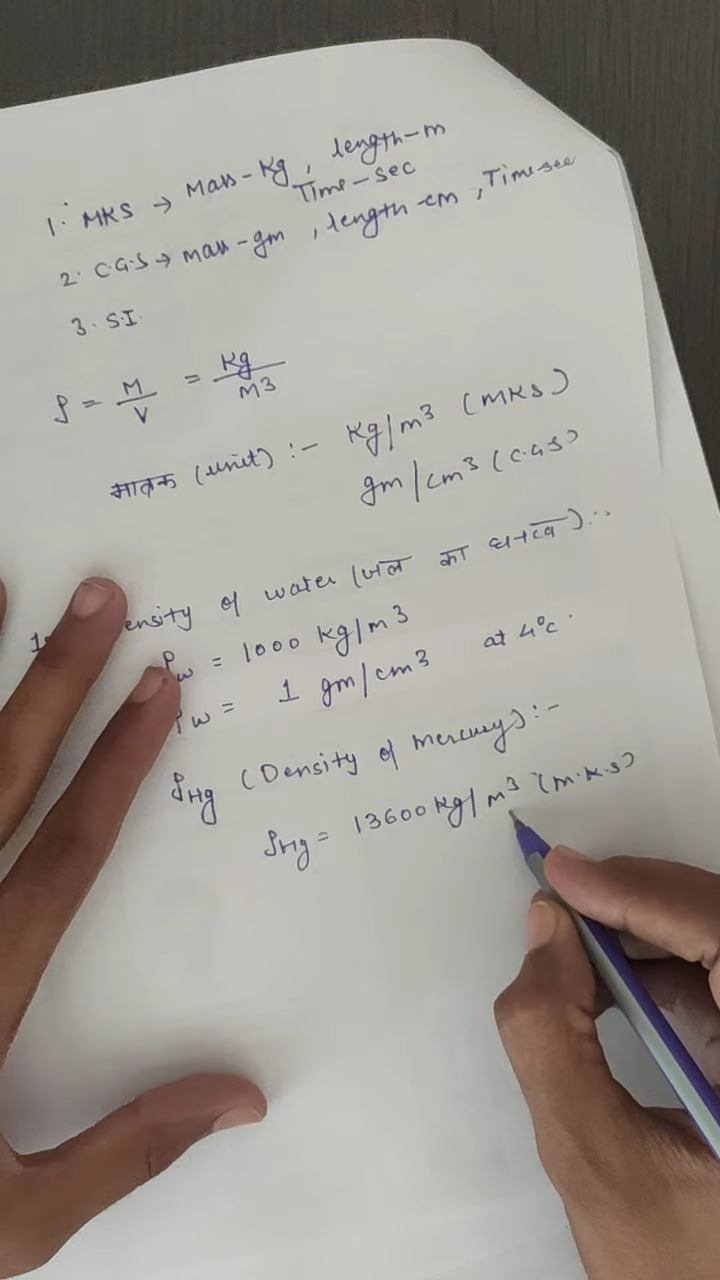 1. MKS → Mass-Kg, length-m
Time-sec
2. C.G.S → mass-gm, length-cm, Time-sec
3. S.I.
ρ = M/V = Kg/M3
मात्रक (unit) :- Kg/m³ (MKS)
gm/cm³ (C.G.S)
ensity of water (जल का घनत्व) :-
ρw = 1000 kg/m3
ρw = 1 gm/cm3 at 4°c.
ρHg (Density of mercury) :-
ρHg = 13600 kg/m3 (m.k.s)